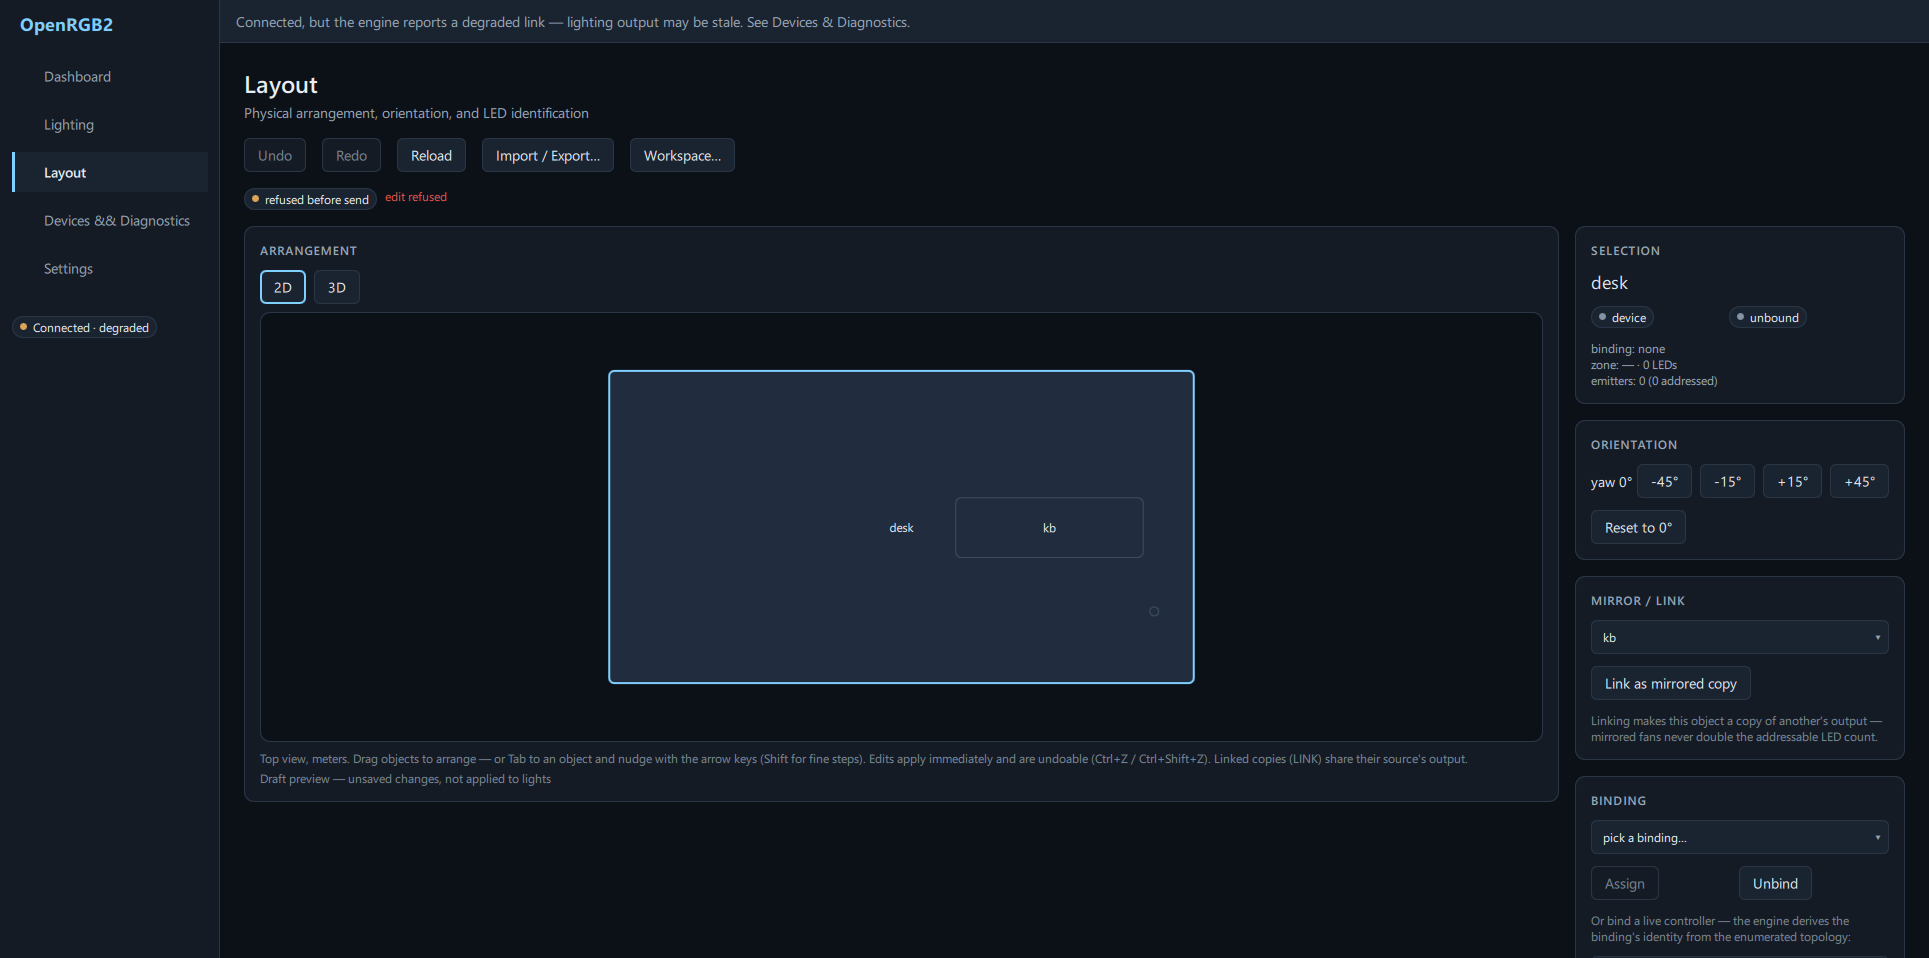 OpenRGB2
Dashboard
Lighting
Layout
Devices && Diagnostics
Settings
Connected · degraded
Connected, but the engine reports a degraded link — lighting output may be stale. See Devices & Diagnostics.
Layout
Physical arrangement, orientation, and LED identification
Undo Redo Reload Import / Export... Workspace...
refused before send edit refused
ARRANGEMENT
2D 3D
desk kb
Top view, meters. Drag objects to arrange — or Tab to an object and nudge with the arrow keys (Shift for fine steps). Edits apply immediately and are undoable (Ctrl+Z / Ctrl+Shift+Z). Linked copies (LINK) share their source's output.
Draft preview — unsaved changes, not applied to lights
SELECTION
desk
device unbound
binding: none
zone: — · 0 LEDs
emitters: 0 (0 addressed)
ORIENTATION
yaw 0° -45° -15° +15° +45°
Reset to 0°
MIRROR / LINK
kb
Link as mirrored copy
Linking makes this object a copy of another's output —
mirrored fans never double the addressable LED count.
BINDING
pick a binding...
Assign Unbind
Or bind a live controller — the engine derives the
binding's identity from the enumerated topology: